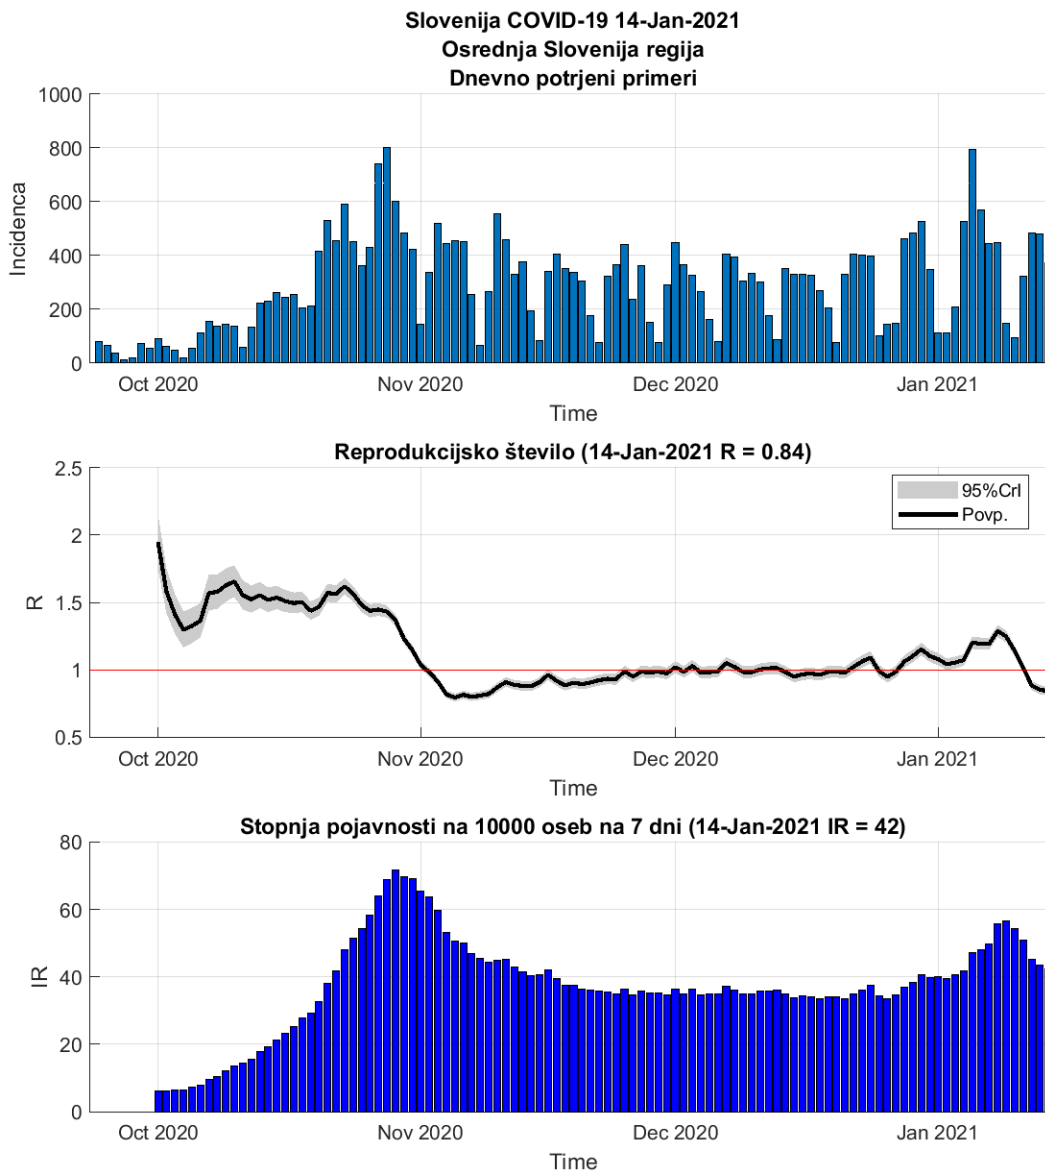 Slovenija COVID-19 14-Jan-2021
Osrednja Slovenija regija
Dnevno potrjeni primeri
1000
800
600
400
200
0
Incidenca
Oct 2020 Nov 2020 Dec 2020 Jan 2021
Time
Reprodukcijsko število (14-Jan-2021 R = 0.84)
2.5
2
1.5
1
0.5
R
95%CrI
Povp.
Oct 2020 Nov 2020 Dec 2020 Jan 2021
Time
Stopnja pojavnosti na 10000 oseb na 7 dni (14-Jan-2021 IR = 42)
80
60
40
20
0
IR
Oct 2020 Nov 2020 Dec 2020 Jan 2021
Time